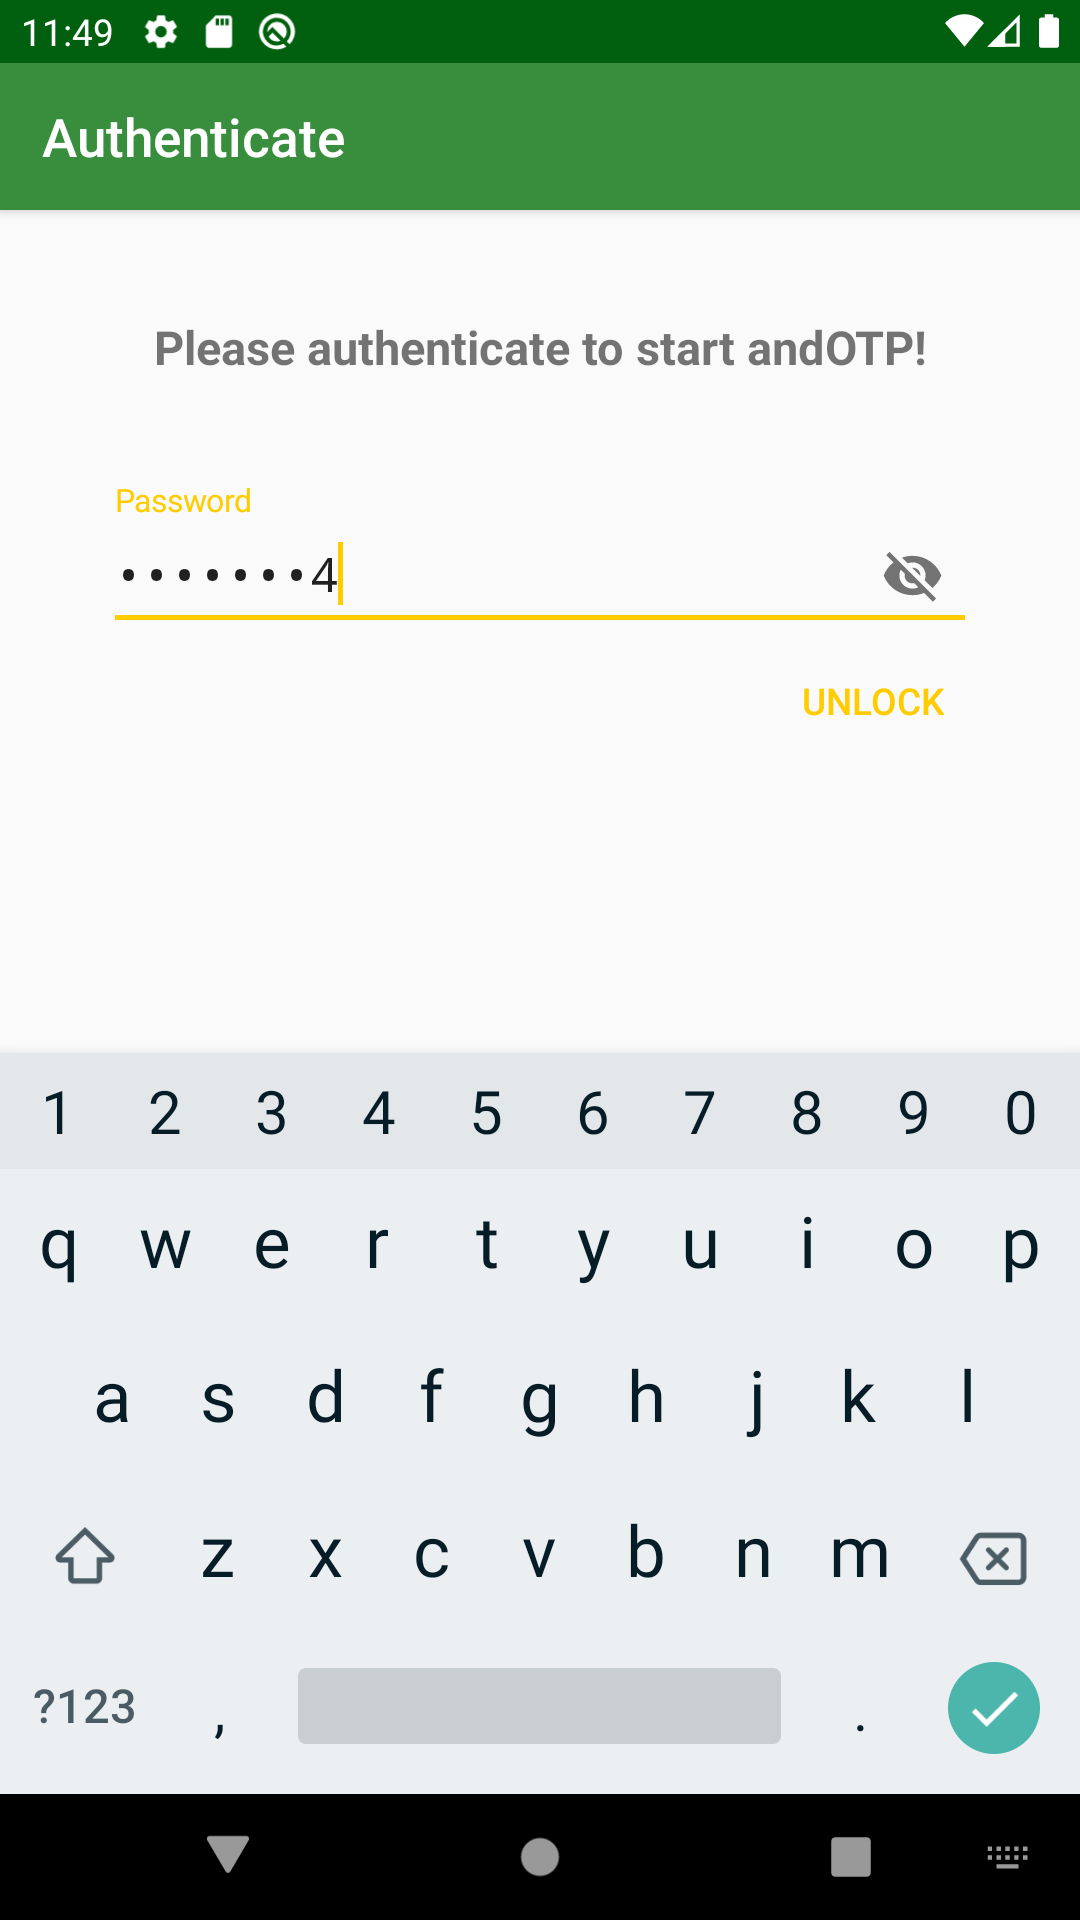 11:49
Authenticate
Please authenticate to start andOTP!
Password
•••••••4
UNLOCK
1 2 3 4 5 6 7 8 9 0
q w e r t y u i o p
a s d f g h j k l
z x c v b n m
?123 , .